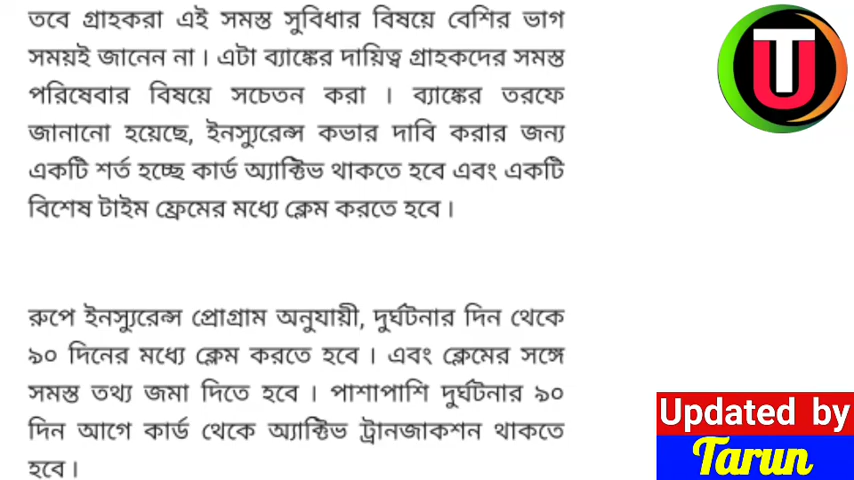 তবে গ্রাহকরা এই সমস্ত সুবিধার বিষয়ে বেশির ভাগ
সময়ই জানেন না। এটা ব্যাঙ্কের দায়িত্ব গ্রাহকদের সমস্ত
পরিষেবার বিষয়ে সচেতন করা । ব্যাঙ্কের তরফে
জানানো হয়েছে, ইনস্যুরেন্স কভার দাবি করার জন্য
একটি শর্ত হচ্ছে কার্ড অ্যাক্টিভ থাকতে হবে এবং একটি
বিশেষ টাইম ফ্রেমের মধ্যে ক্লেম করতে হবে।
রুপে ইনস্যুরেন্স প্রোগ্রাম অনুযায়ী, দুর্ঘটনার দিন থেকে
৯০ দিনের মধ্যে ক্লেম করতে হবে। এবং ক্লেমের সঙ্গে
সমস্ত তথ্য জমা দিতে হবে । পাশাপাশি দুর্ঘটনার ৯০
দিন আগে কার্ড থেকে অ্যাক্টিভ ট্রানজাকশন থাকতে
হবে।
TU
Updated by
Tarun